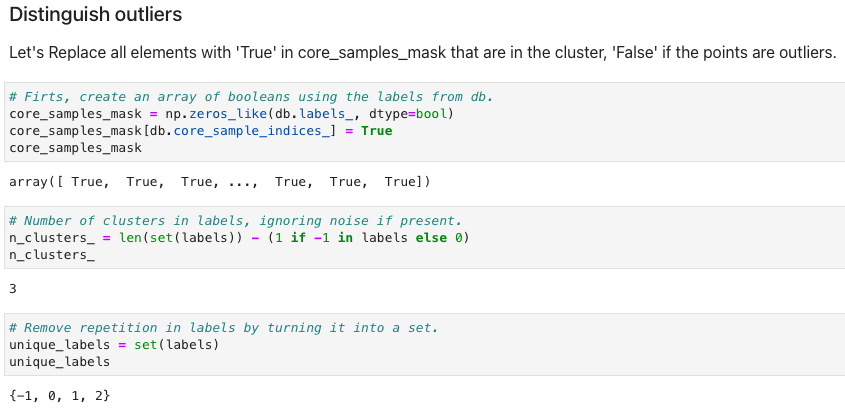 Distinguish outliers
Let's Replace all elements with 'True' in core_samples_mask that are in the cluster, 'False' if the points are outliers.
# Firts, create an array of booleans using the labels from db.
core_samples_mask = np.zeros_like(db.labels_, dtype=bool)
core_samples_mask[db.core_sample_indices_] = True
core_samples_mask
array([ True,  True,  True, ...,  True,  True,  True])
# Number of clusters in labels, ignoring noise if present.
n_clusters_ = len(set(labels)) - (1 if -1 in labels else 0)
n_clusters_
3
# Remove repetition in labels by turning it into a set.
unique_labels = set(labels)
unique_labels
{-1, 0, 1, 2}